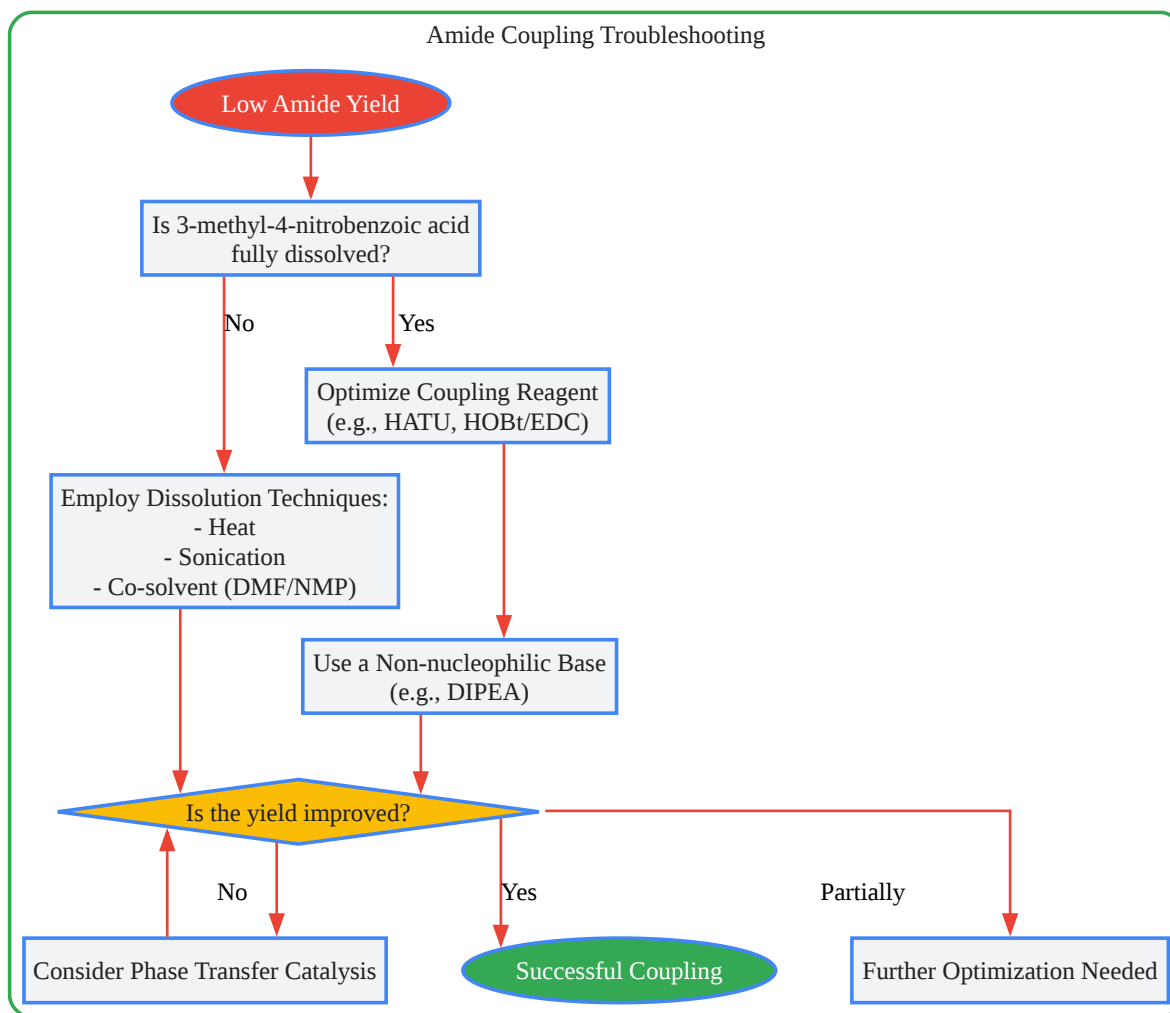 Amide Coupling Troubleshooting
Low Amide Yield
Is 3-methyl-4-nitrobenzoic acid
fully dissolved?
No
Yes
Optimize Coupling Reagent
(e.g., HATU, HOBt/EDC)
Employ Dissolution Techniques:
- Heat
- Sonication
- Co-solvent (DMF/NMP)
Use a Non-nucleophilic Base
(e.g., DIPEA)
Is the yield improved?
No
Yes
Partially
Consider Phase Transfer Catalysis
Successful Coupling
Further Optimization Needed